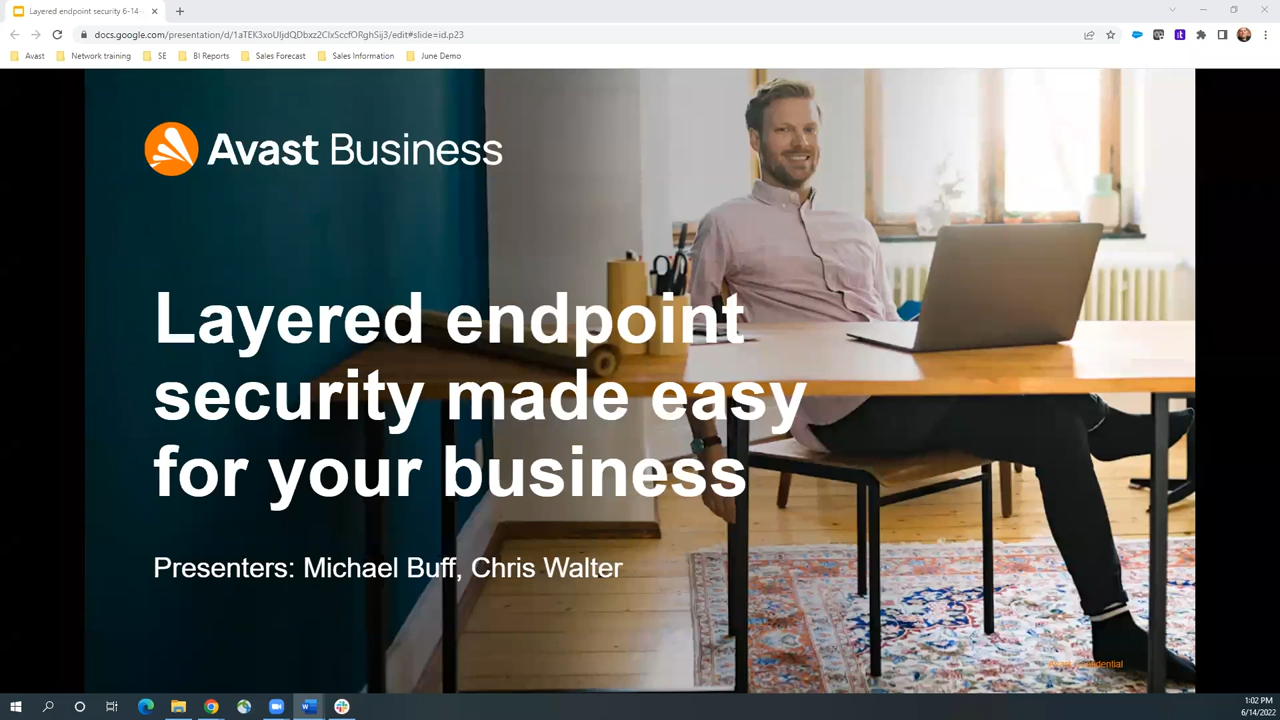 Layered endpoint security 6-14-
docs.google.com/presentation/d/1aTEK3xoUljdQDbxz2ClxSccfORghSij3/edit#slide=id.p23
Avast
Network training
SE
BI Reports
Sales Forecast
Sales Information
June Demo
Avast Business
Layered endpoint
security made easy
for your business
Presenters: Michael Buff, Chris Walter
1:02 PM
6/14/2022